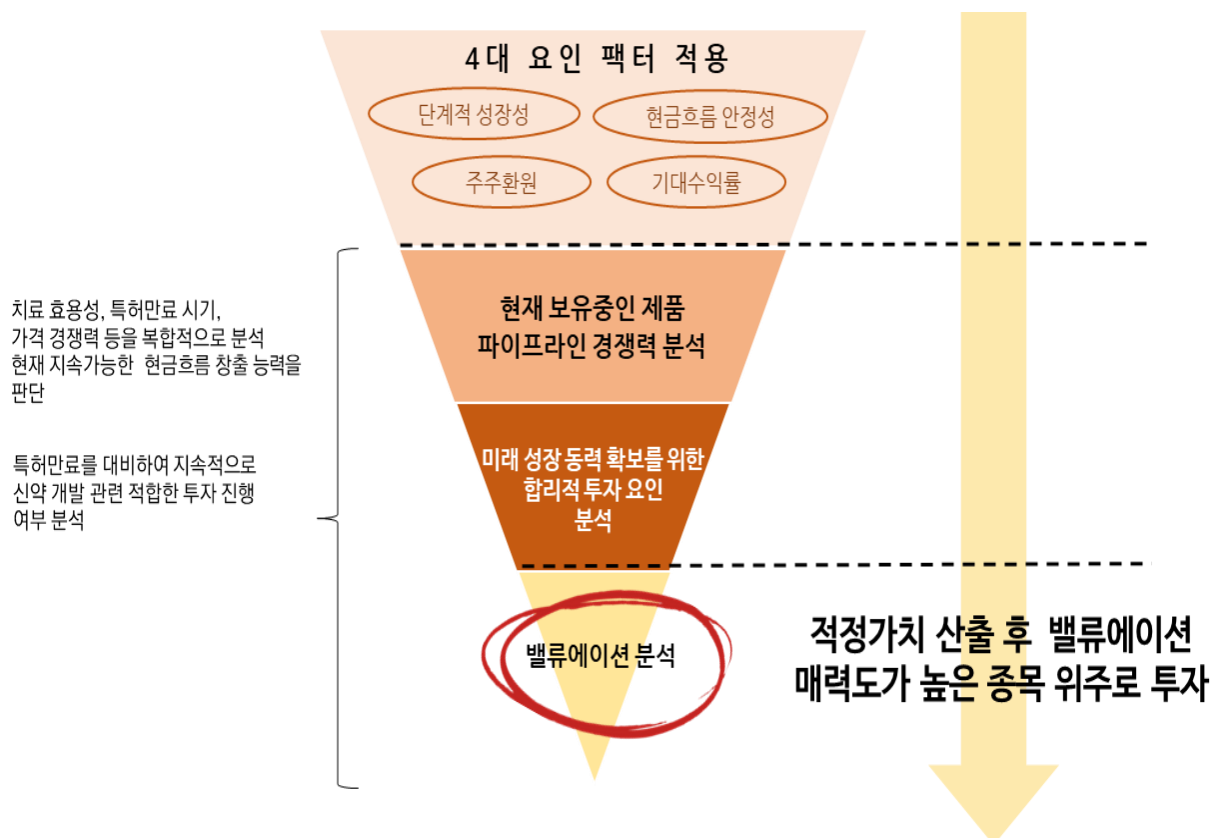 4대 요인 팩터 적용
단계적 성장성
현금흐름 안정성
주주환원
기대수익률
치료 효용성, 특허만료 시기,
가격 경쟁력 등을 복합적으로 분석
현재 지속가능한 현금흐름 창출 능력을
판단
현재 보유중인 제품
파이프라인 경쟁력 분석
특허만료를 대비하여 지속적으로
신약 개발 관련 적합한 투자 진행
여부 분석
미래 성장 동력 확보를 위한
합리적 투자 요인
분석
밸류에이션 분석
적정가치 산출 후 밸류에이션
매력도가 높은 종목 위주로 투자